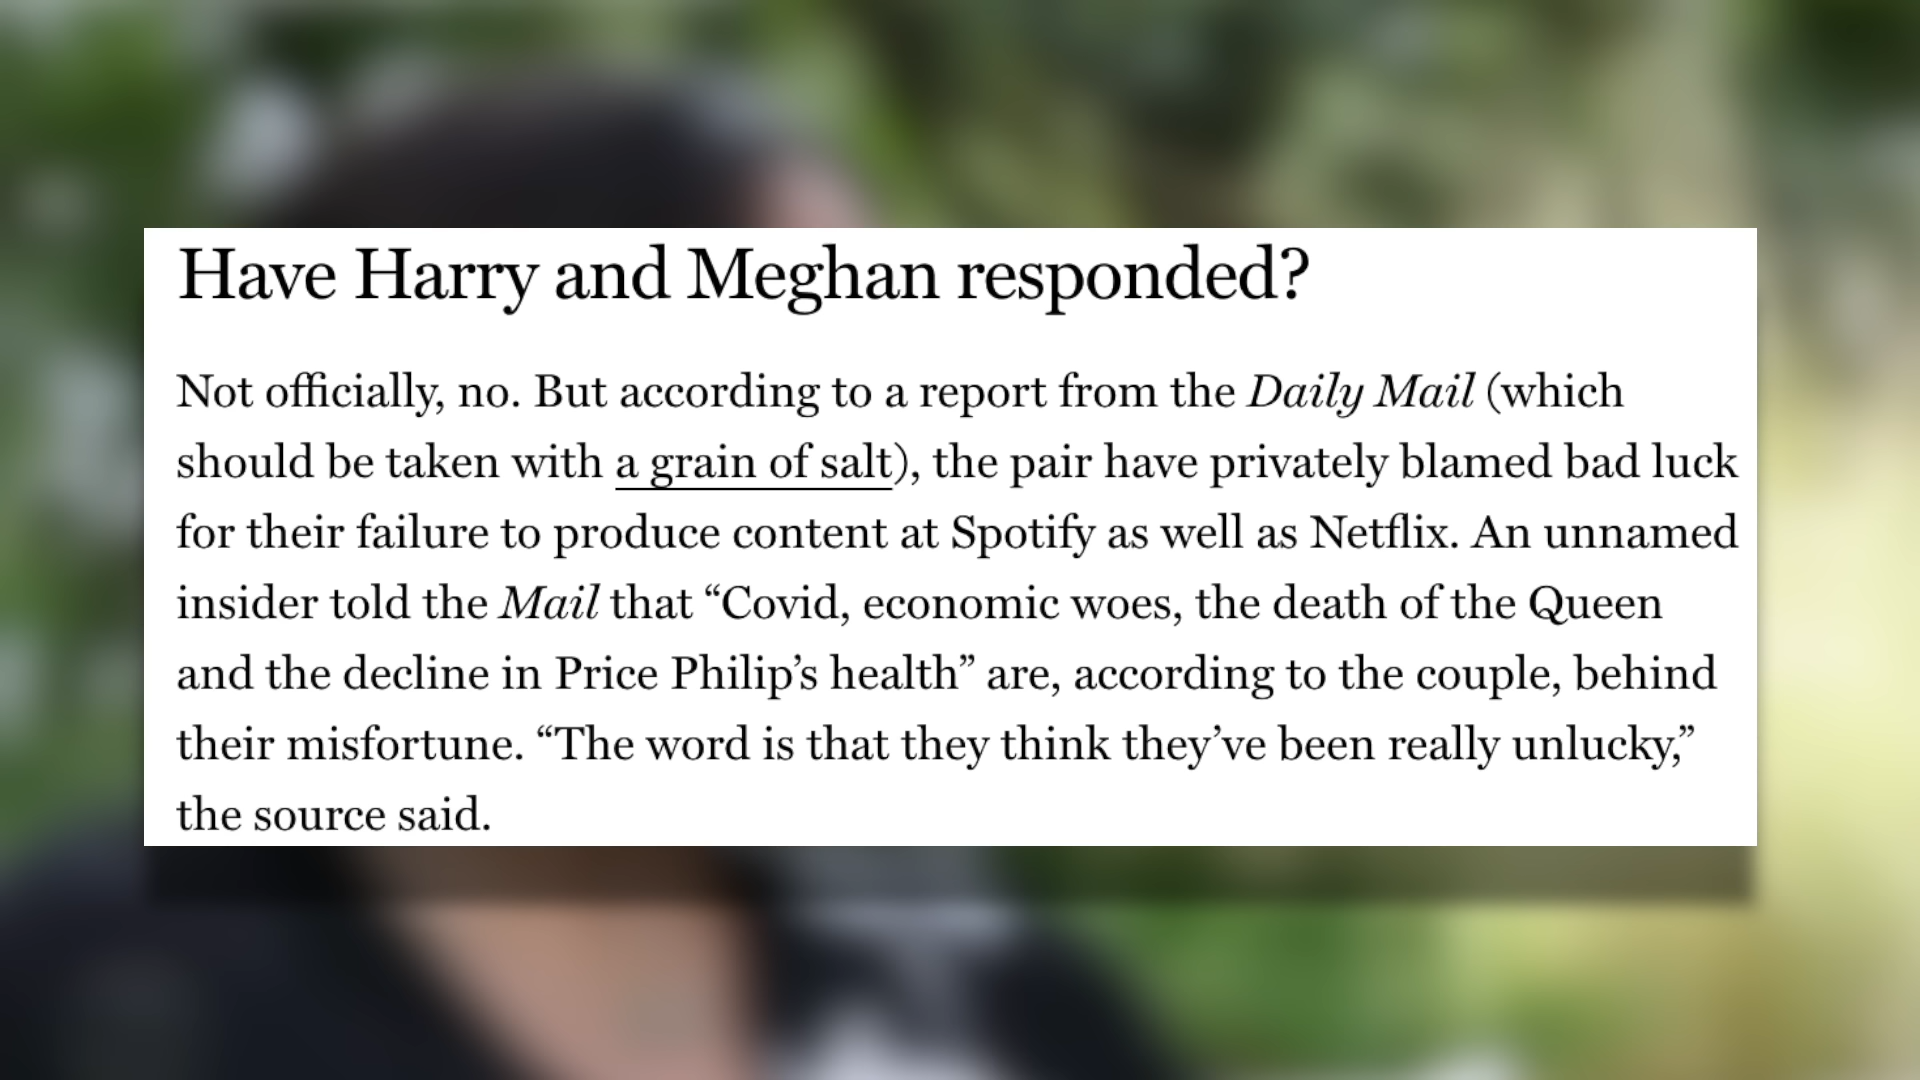 Have Harry and Meghan responded?
Not officially, no. But according to a report from the Daily Mail (which
should be taken with a grain of salt), the pair have privately blamed bad luck
for their failure to produce content at Spotify as well as Netflix. An unnamed
insider told the Mail that “Covid, economic woes, the death of the Queen
and the decline in Price Philip’s health” are, according to the couple, behind
their misfortune. “The word is that they think they’ve been really unlucky,”
the source said.